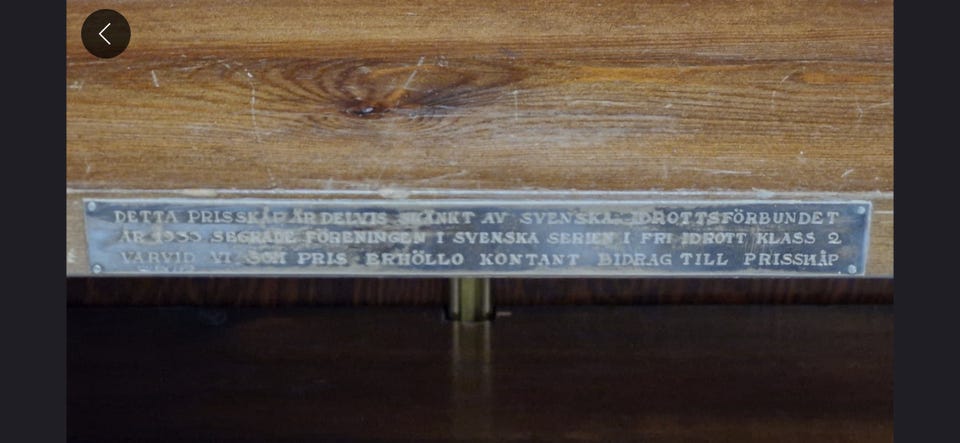 DETTA PRISSKÅP ÄR DELVIS SKÄNKT AV SVENSKA IDROTTSFÖRBUNDET
ÅR SEGRADE FÖRENINGEN I SVENSKA SERIEN I FRI IDROTT KLASS 2
VARVID VI SOM PRIS ERHÖLLO KONTANT BIDRAG TILL PRISSKÅP